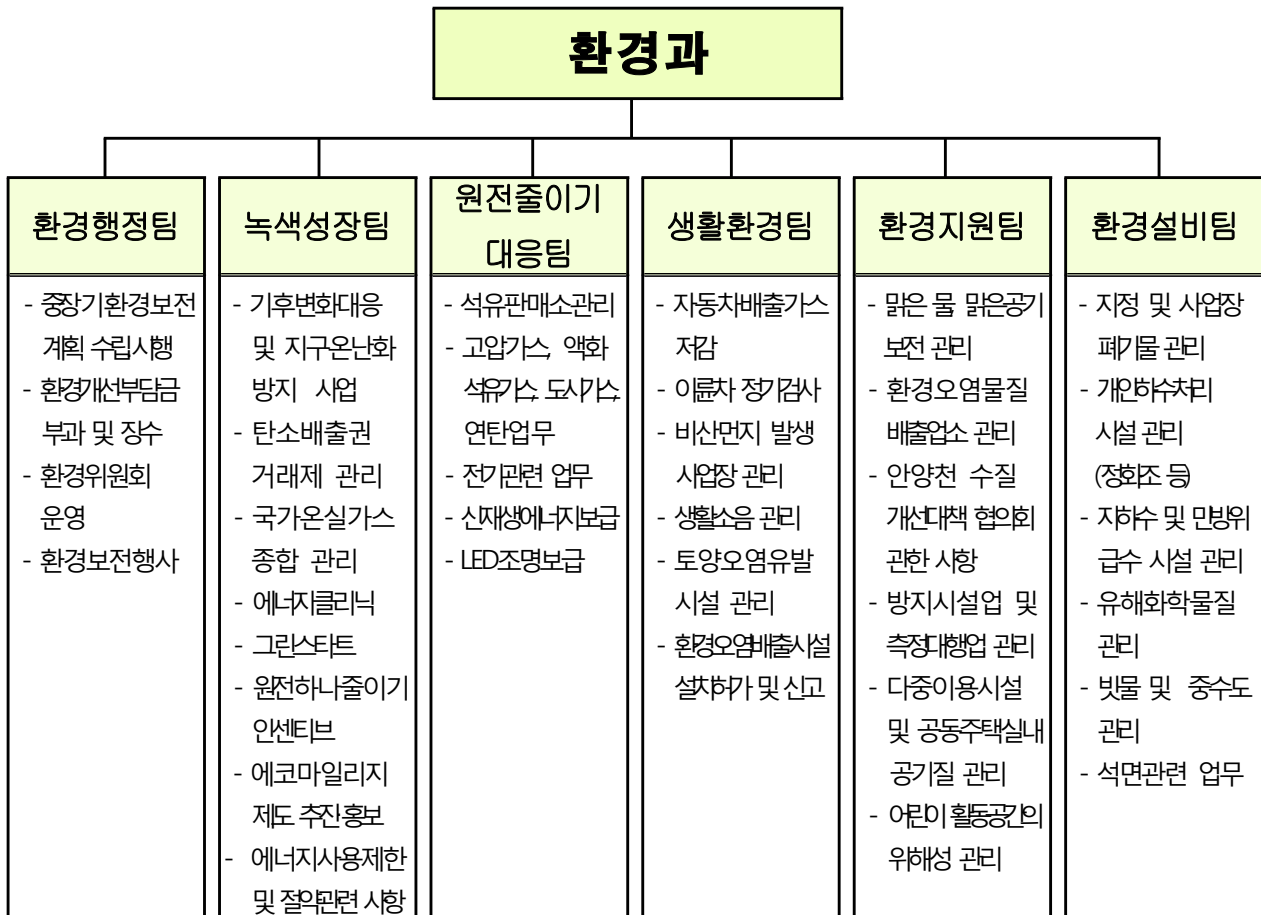 환경과
환경행정팀
- 중장기환경보전
계획 수립시행
- 환경개선부담금
부과 및 징수
- 환경위원회
운영
- 환경보전행사
녹색성장팀
- 기후변화대응
및 지구온난화
방지 사업
- 탄소배출권
거래제 관리
- 국가온실가스
종합 관리
- 에너지클리닉
- 그린스타트
- 원전하나줄이기
인센티브
- 에코마일리지
제도 추진·홍보
- 에너지사용제한
및 절약관련 사항
원전줄이기
대응팀
- 석유판매소관리
- 고압가스, 액화
석유가스, 도시가스,
연탄업무
- 전기관련 업무
- 신재생에너지보급
- LED조명보급
생활환경팀
- 자동차배출가스
저감
- 이륜차 정기검사
- 비산먼지 발생
사업장 관리
- 생활소음 관리
- 토양오염유발
시설 관리
- 환경오염배출시설
설치허가 및 신고
환경지원팀
- 맑은 물, 맑은공기
보전 관리
- 환경오염물질
배출업소 관리
- 안양천 수질
개선대책 협의회
관한 사항
- 방지시설업 및
측정대행업 관리
- 다중이용시설
및 공동주택실내
공기질 관리
- 어린이 활동공간의
위해성 관리
환경설비팀
- 지정 및 사업장
폐기물 관리
- 개인하수처리
시설 관리
(정화조 등)
- 지하수 및 민방위
급수 시설 관리
- 유해화학물질
관리
- 빗물 및 중수도
관리
- 석면관련 업무